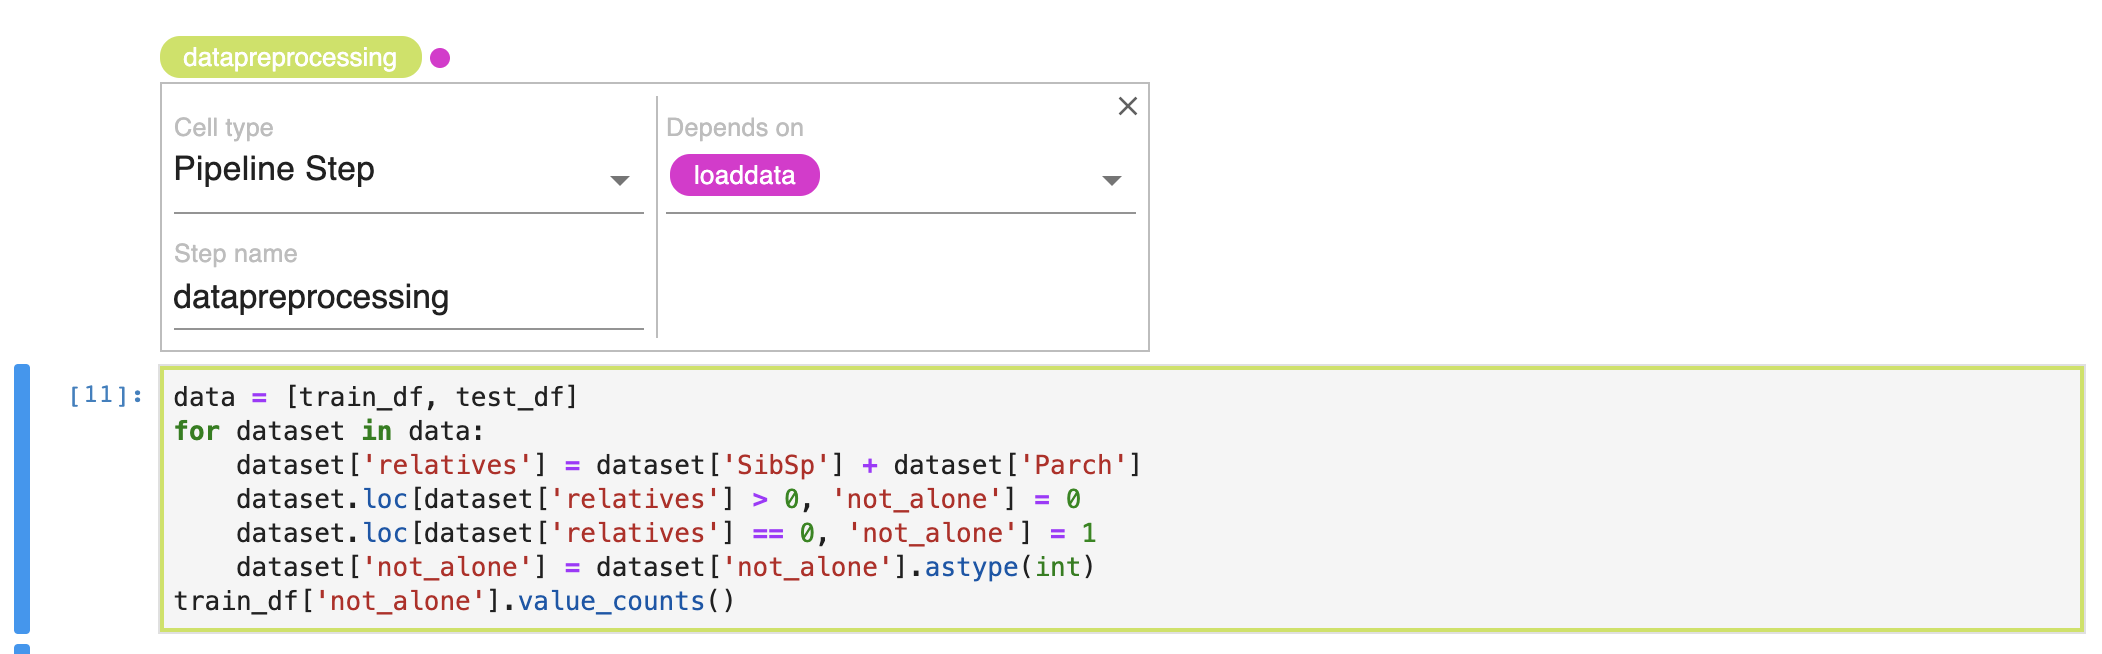 datapreprocessing
Cell type
Pipeline Step
Depends on
loaddata
Step name
datapreprocessing
[11]:
data = [train_df, test_df]
for dataset in data:
    dataset['relatives'] = dataset['SibSp'] + dataset['Parch']
    dataset.loc[dataset['relatives'] > 0, 'not_alone'] = 0
    dataset.loc[dataset['relatives'] == 0, 'not_alone'] = 1
    dataset['not_alone'] = dataset['not_alone'].astype(int)
train_df['not_alone'].value_counts()